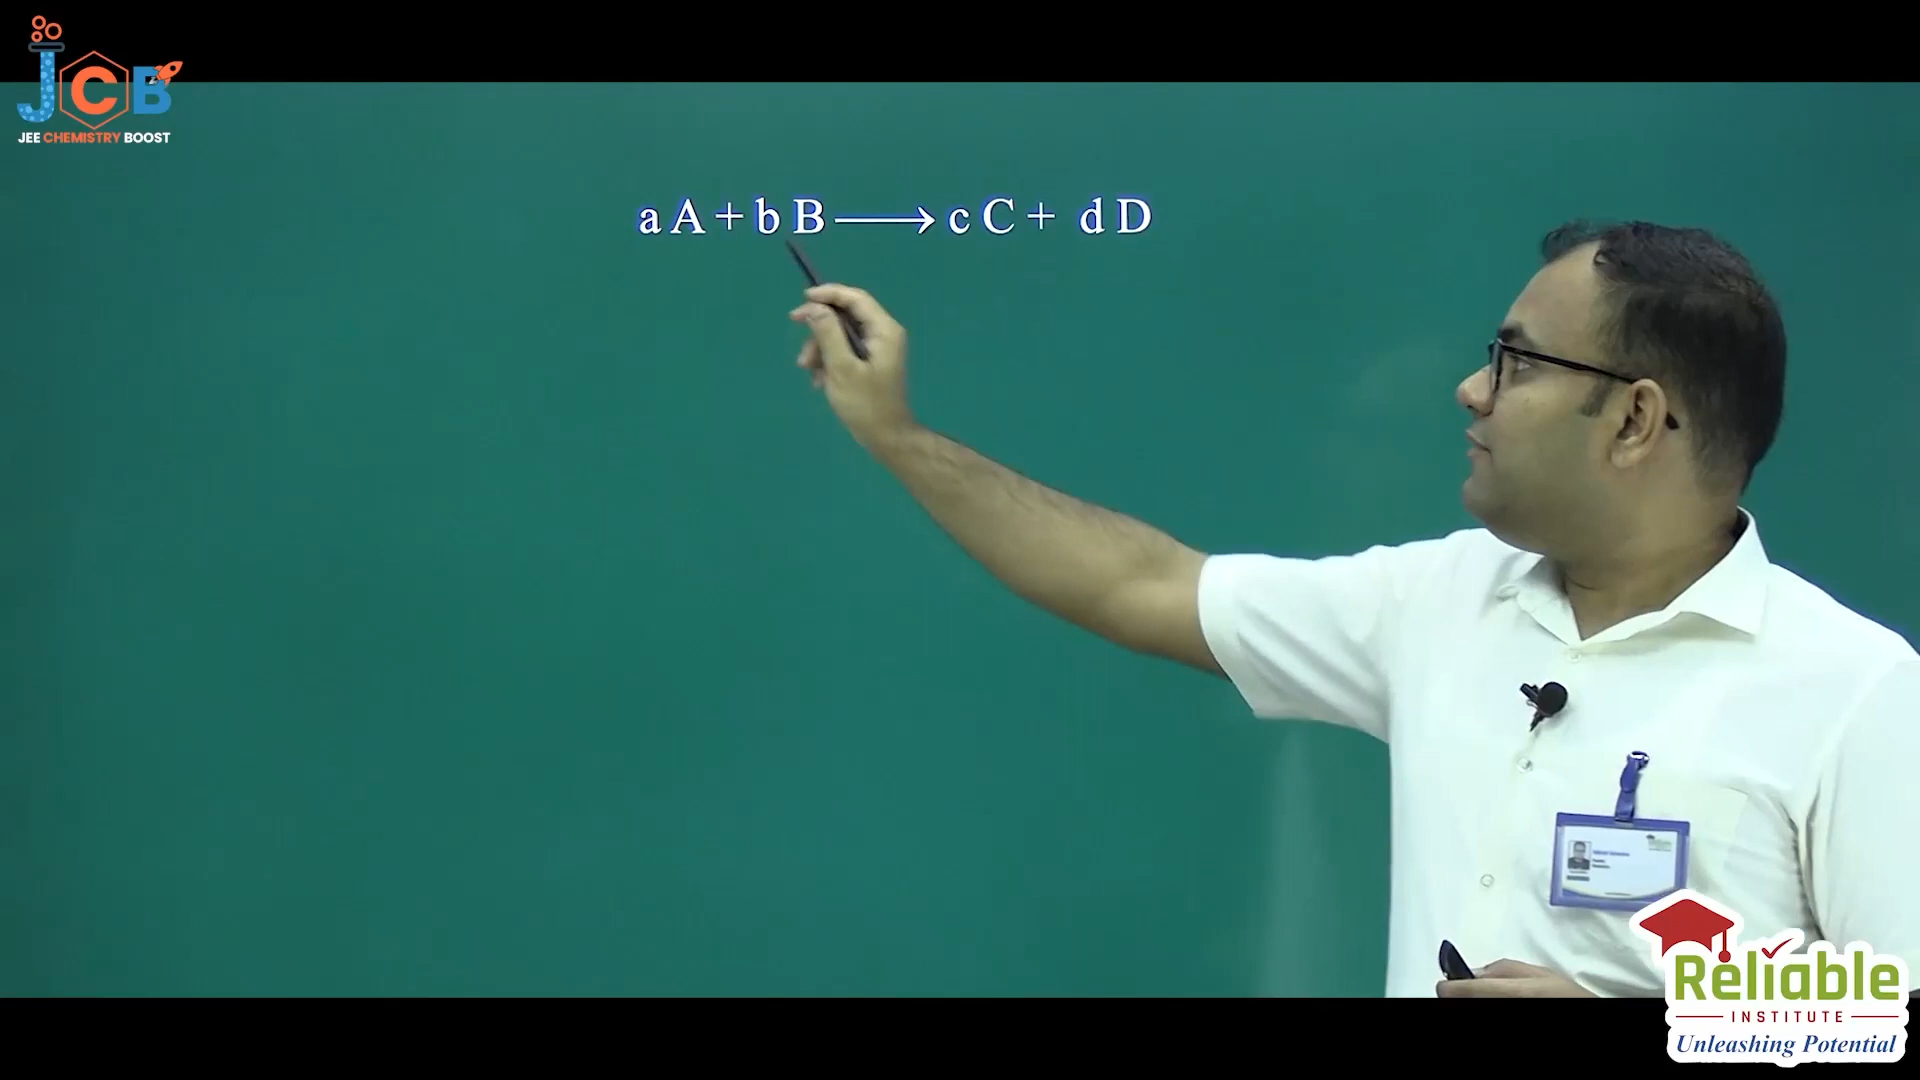 JCB
JEE CHEMISTRY BOOST
a A + b B ⟶ c C + d D
Reliable
INSTITUTE
Unleashing Potential